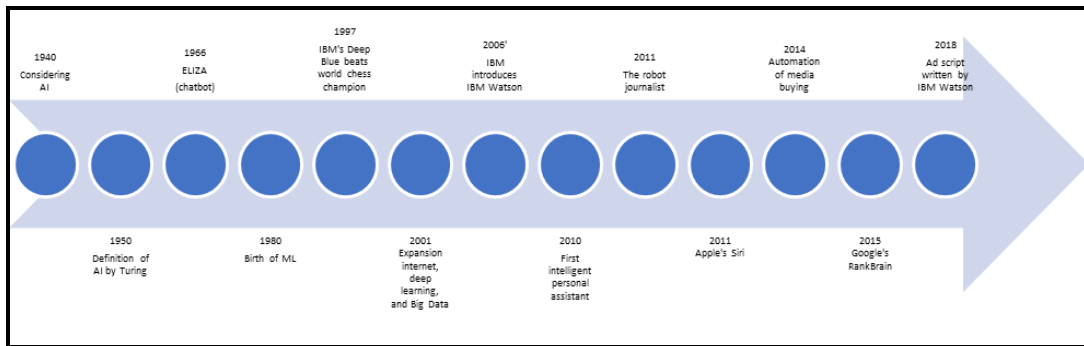 1940
Considering
AI
1966
ELIZA
(chatbot)
1997
IBM's Deep
Blue beats
world chess
champion
2006'
IBM
introduces
IBM Watson
2011
The robot
journalist
2014
Automation
of media
buying
2018
Ad script
written by
IBM Watson
1950
Definition of
AI by Turing
1980
Birth of ML
2001
Expansion
internet,
deep
learning,
and Big Data
2010
First
intelligent
personal
assistant
2011
Apple's Siri
2015
Google's
RankBrain